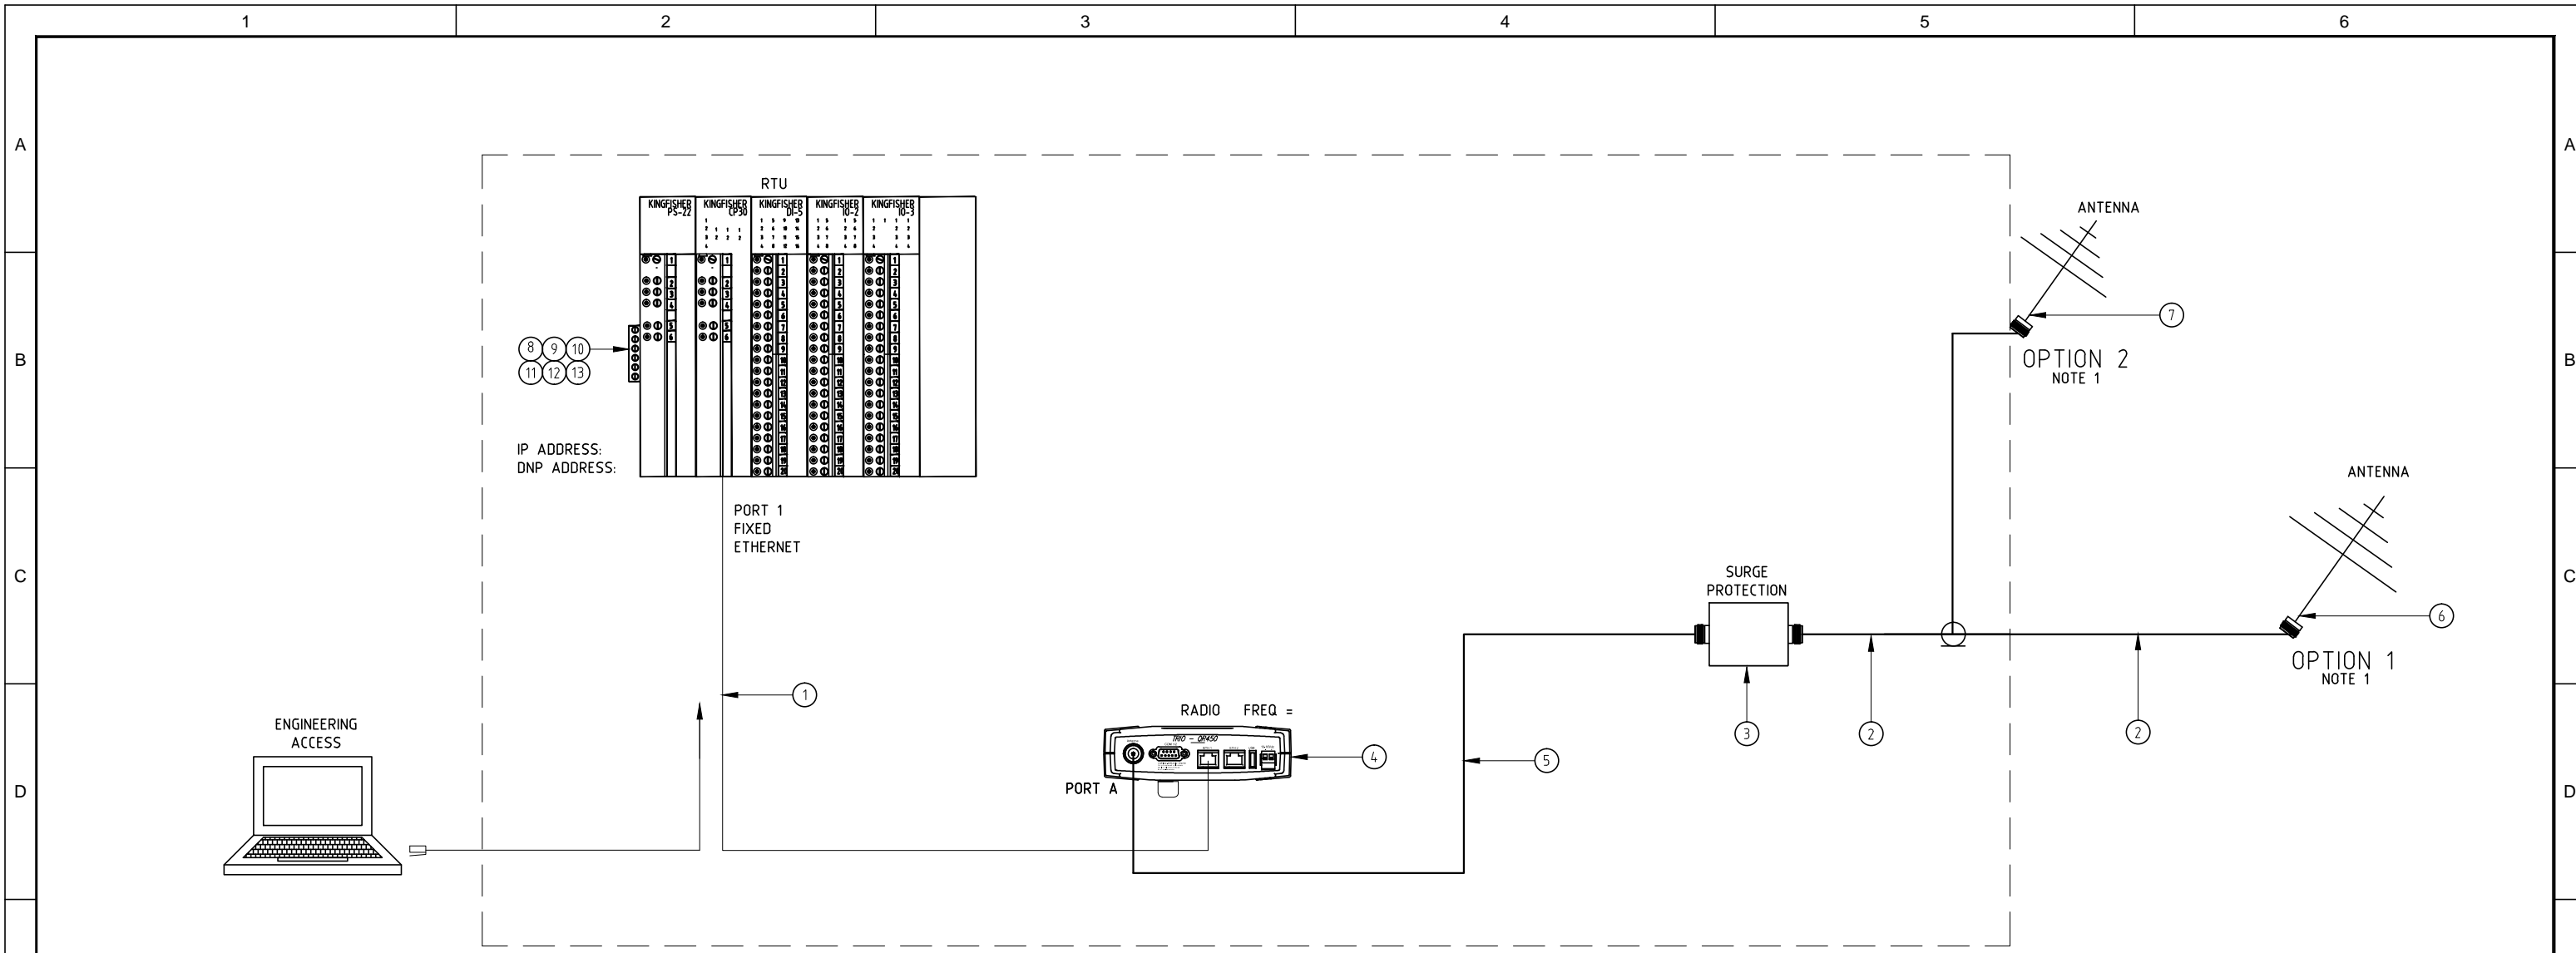 1 2 3 4 5 6
A A
RTU
KINGFISHER PS-22
KINGFISHER CP30
KINGFISHER DI-5
KINGFISHER IO-2
KINGFISHER IO-3
ANTENNA
7
8 9 10
11 12 13
B B
OPTION 2
NOTE 1
IP ADDRESS:
DNP ADDRESS:
ANTENNA
PORT 1
FIXED
ETHERNET
C C
SURGE
PROTECTION
6
OPTION 1
NOTE 1
1
ENGINEERING
ACCESS
RADIO FREQ =
TRIO - QR450
3
2
2
4
5
PORT A
D D